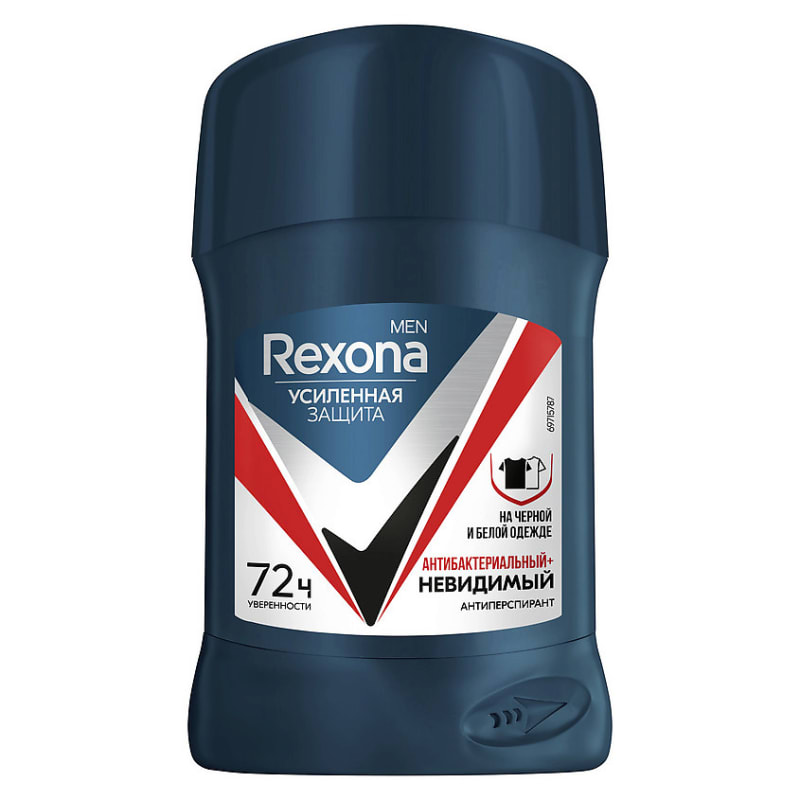 MEN
Rexona
УСИЛЕННАЯ
ЗАЩИТА
69715787
НА ЧЕРНОЙ
И БЕЛОЙ ОДЕЖДЕ
72ч
УВЕРЕННОСТИ
АНТИБАКТЕРИАЛЬНЫЙ+
НЕВИДИМЫЙ
АНТИПЕРСПИРАНТ